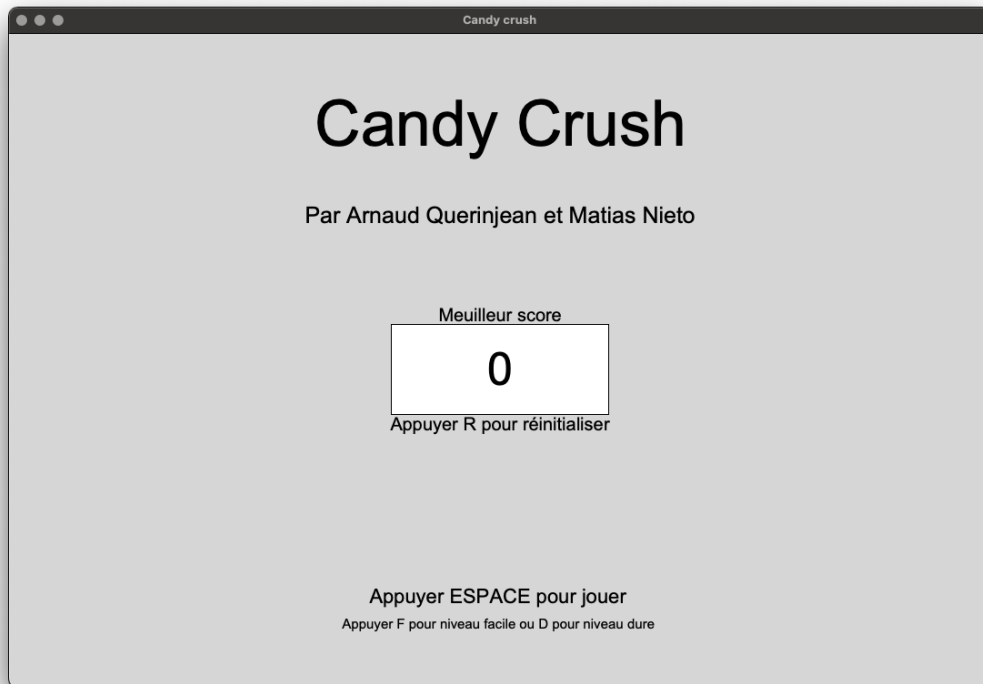 Candy crush
Candy Crush
Par Arnaud Querinjean et Matias Nieto
Meuilleur score
0
Appuyer R pour réinitialiser
Appuyer ESPACE pour jouer
Appuyer F pour niveau facile ou D pour niveau dure